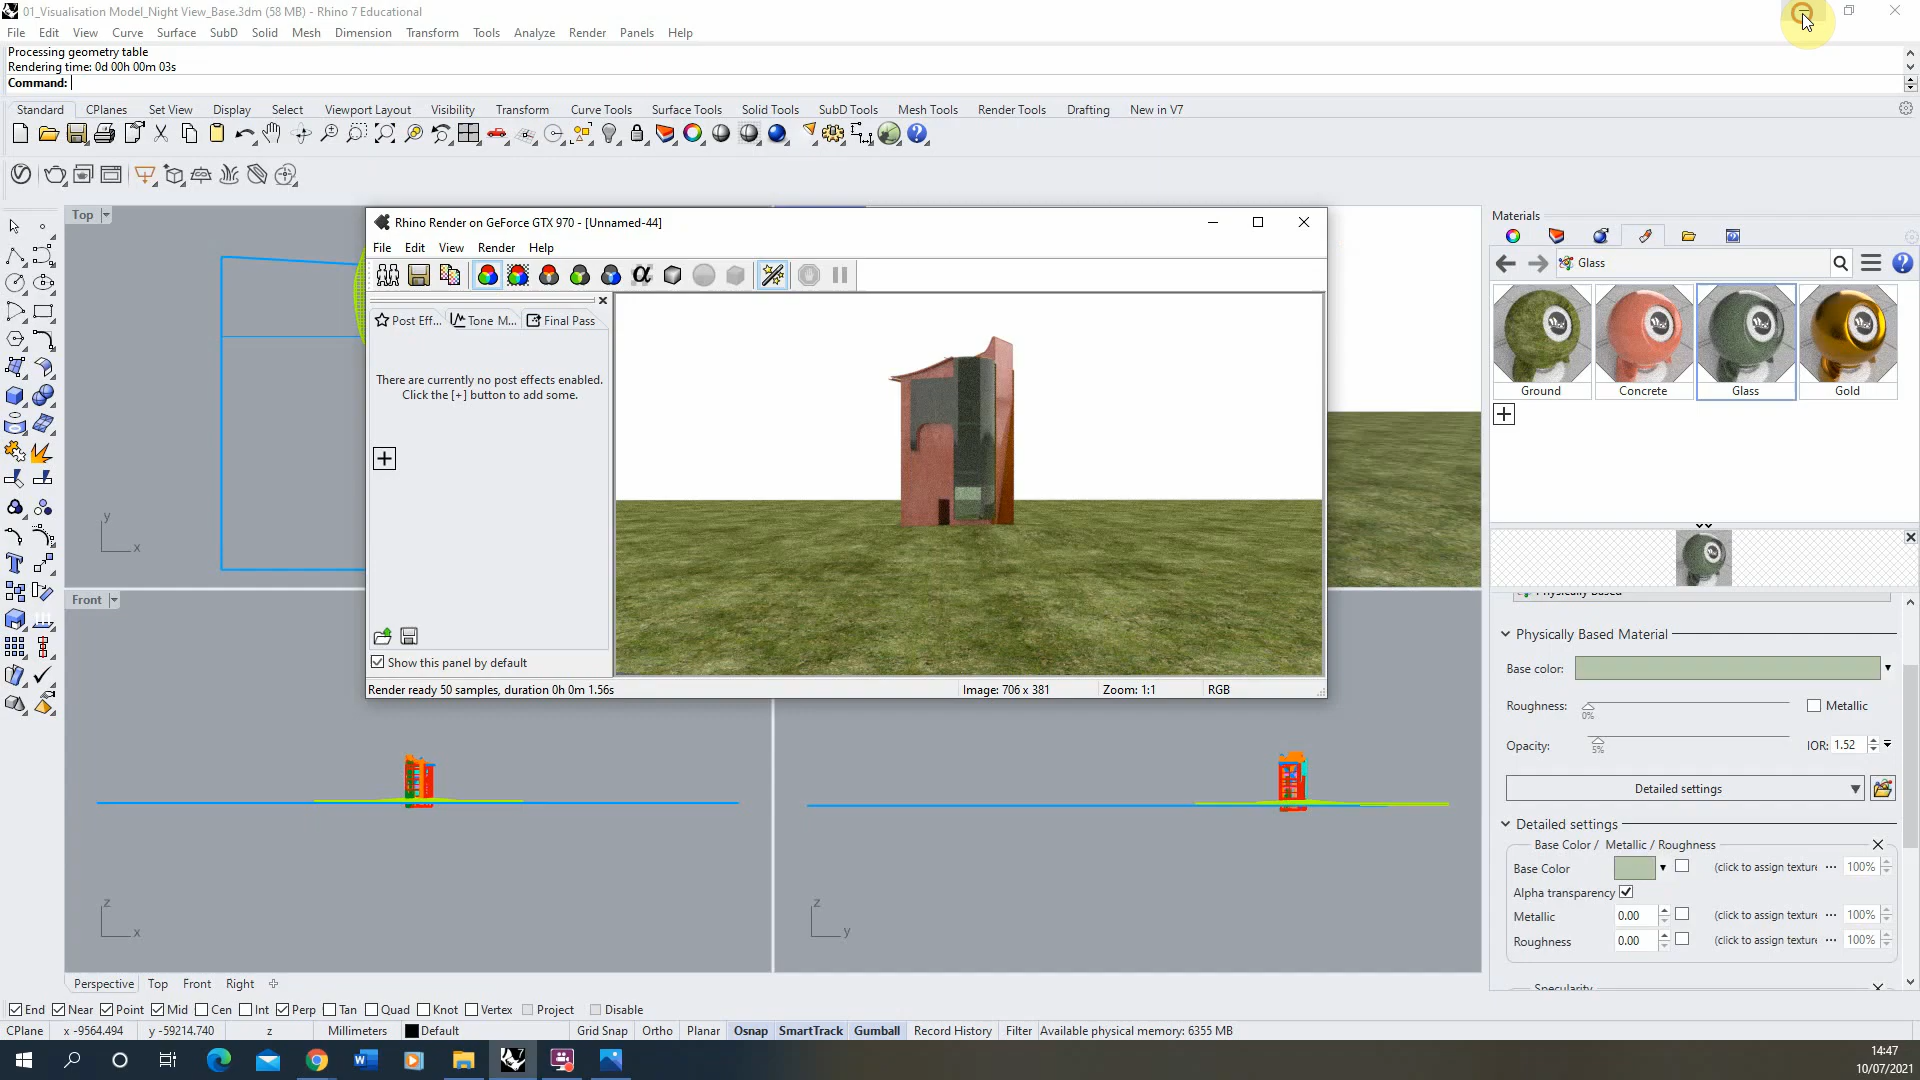 01_Visualisation Model_Night View_Base.3dm (58 MB) - Rhino 7 Educational
File Edit View Curve Surface SubD Solid Mesh Dimension Transform Tools Analyze Render Panels Help
Processing geometry table
Rendering time: 0d 00h 00m 03s
Command:
Standard CPlanes Set View Display Select Viewport Layout Visibility Transform Curve Tools Surface Tools Solid Tools SubD Tools Mesh Tools Render Tools Drafting New in V7
Top
Rhino Render on GeForce GTX 970 - [Unnamed-44]
File Edit View Render Help
Post Eff... Tone M... Final Pass
There are currently no post effects enabled.
Click the [+] button to add some.
Show this panel by default
Render ready 50 samples, duration 0h 0m 1.56s
Image: 706 x 381
Zoom: 1:1
RGB
Materials
Glass
Ground Concrete Glass Gold
Physically Based
Physically Based Material
Base color:
Roughness: 0% Metallic
Opacity: 5% IOR: 1.52
Detailed settings
Detailed settings
Base Color / Metallic / Roughness
Base Color (click to assign texture ... 100%
Alpha transparency
Metallic 0.00 (click to assign texture ... 100%
Roughness 0.00 (click to assign texture ... 100%
Specularity
y
x
Front
z
x
z
y
Perspective Top Front Right
End Near Point Mid Cen Int Perp Tan Quad Knot Vertex Project Disable
CPlane x -9564.494 y -59214.740 z Millimeters Default Grid Snap Ortho Planar Osnap SmartTrack Gumball Record History Filter Available physical memory: 6355 MB
14:47
10/07/2021